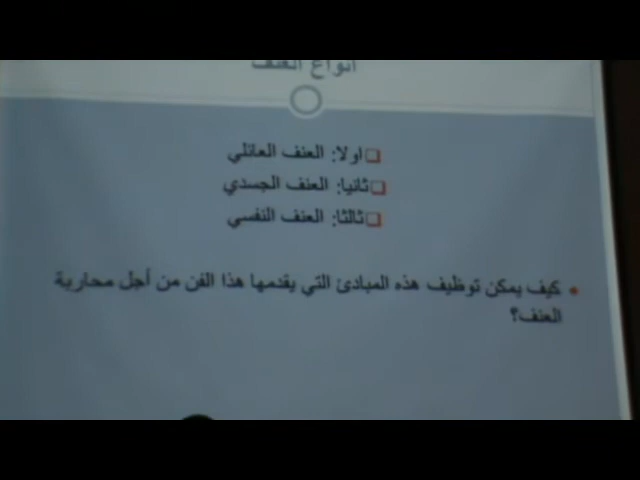 انواع العنف
اولا: العنف العائلي
ثانيا: العنف الجسدي
ثالثا: العنف النفسي
كيف يمكن توظيف هذه المبادئ التي يقدمها هذا الفن من أجل محاربة
العنف؟